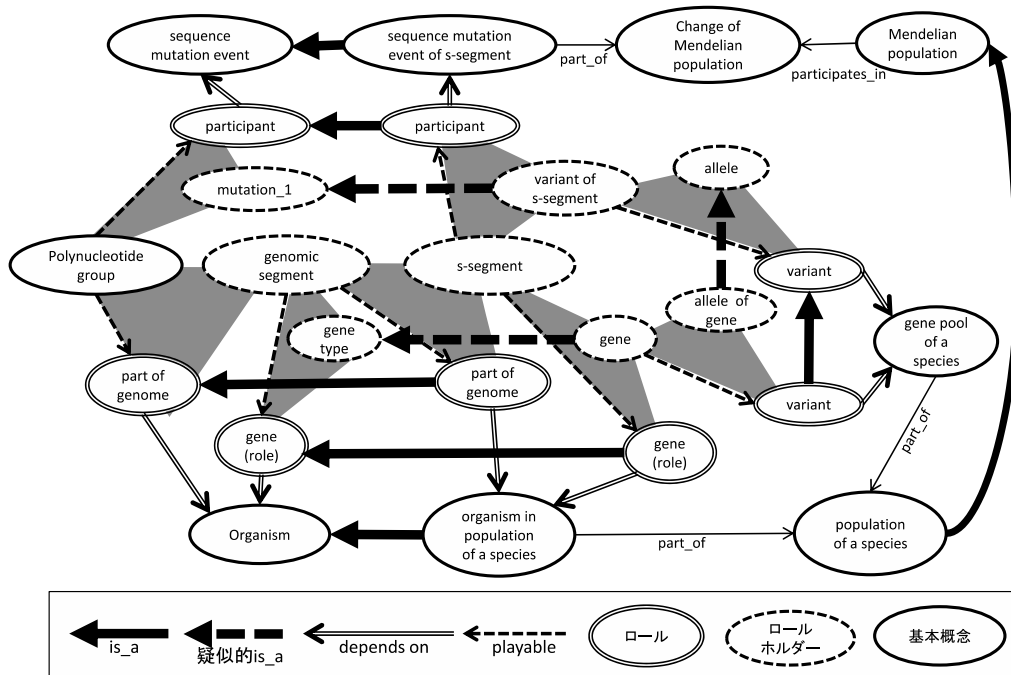 sequence
mutation event
sequence mutation
event of s-segment
part_of
Change of
Mendelian
population
participates_in
Mendelian
population
participant
participant
mutation_1
variant of
s-segment
allele
Polynucleotide
group
genomic
segment
s-segment
variant
gene
type
gene
allele of
gene
gene pool
of a
species
part of
genome
part of
genome
variant
gene
(role)
gene
(role)
part_of
Organism
organism in
population
of a species
part_of
population
of a species
is_a
疑似的is_a
depends on
playable
ロール
ロール
ホルダー
基本概念